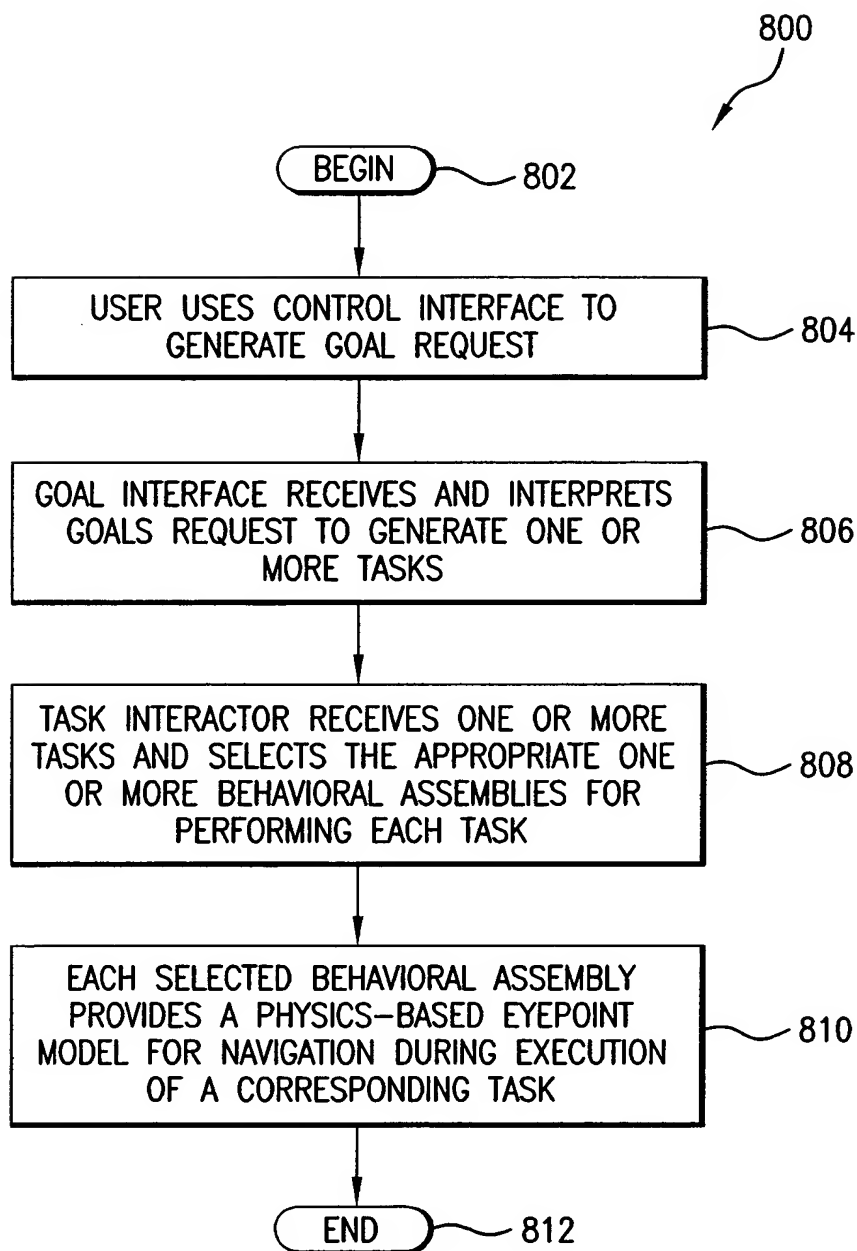 800
BEGIN
802
USER USES CONTROL INTERFACE TO
GENERATE GOAL REQUEST
804
GOAL INTERFACE RECEIVES AND INTERPRETS
GOALS REQUEST TO GENERATE ONE OR
MORE TASKS
806
TASK INTERACTOR RECEIVES ONE OR MORE
TASKS AND SELECTS THE APPROPRIATE ONE
OR MORE BEHAVIORAL ASSEMBLIES FOR
PERFORMING EACH TASK
808
EACH SELECTED BEHAVIORAL ASSEMBLY
PROVIDES A PHYSICS-BASED EYEPOINT
MODEL FOR NAVIGATION DURING EXECUTION
OF A CORRESPONDING TASK
810
END
812